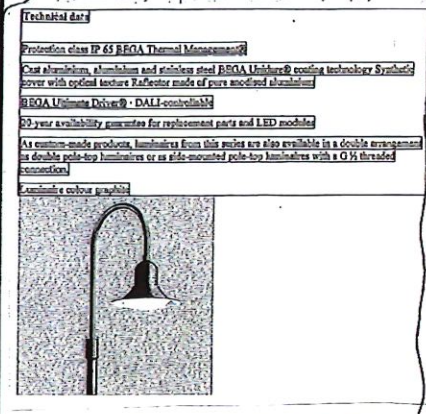 Technical data
Protection class IP 65 BEGA Thermal Management®
Cast aluminium, aluminium and stainless steel BEGA Unidure® coating technology Synthetic
cover with optical texture Reflector made of pure anodised aluminium
BEGA Ultimate Driver® · DALI-controllable
20-year availability guarantee for replacement parts and LED modules
As custom-made products, luminaires from this series are also available in a double arrangement
as double pole-top luminaires or as side-mounted pole-top luminaires with a G ½ threaded
connection.
Luminaire colour graphite